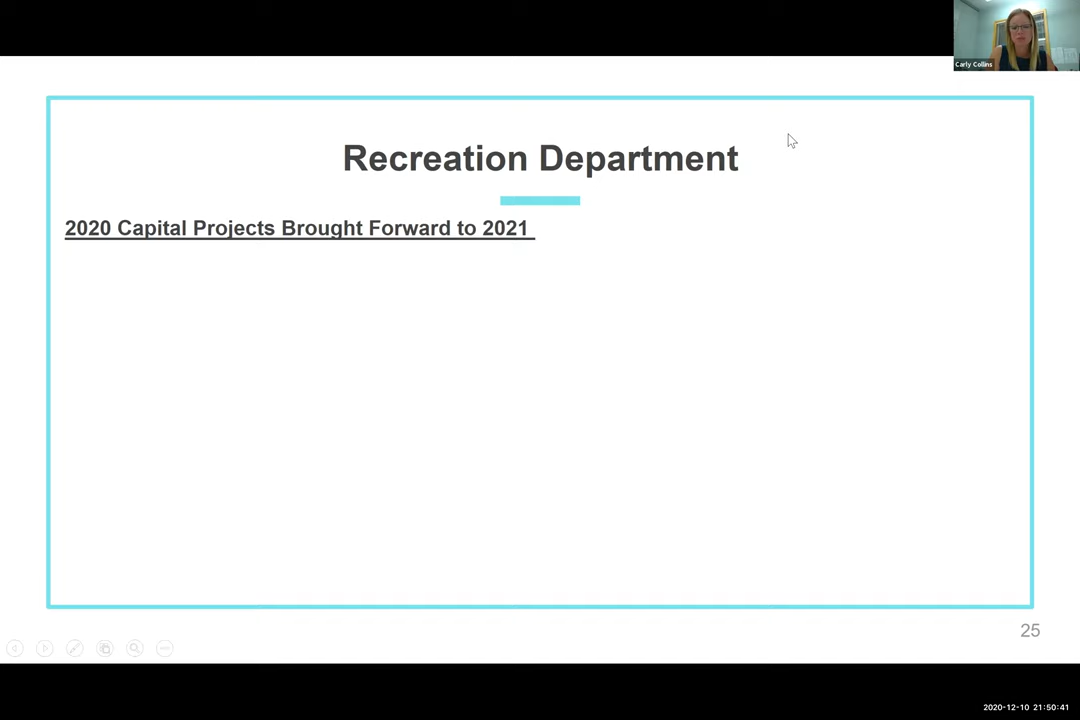 Carly Collins
Recreation Department
2020 Capital Projects Brought Forward to 2021
25
2020-12-10 21:50:41